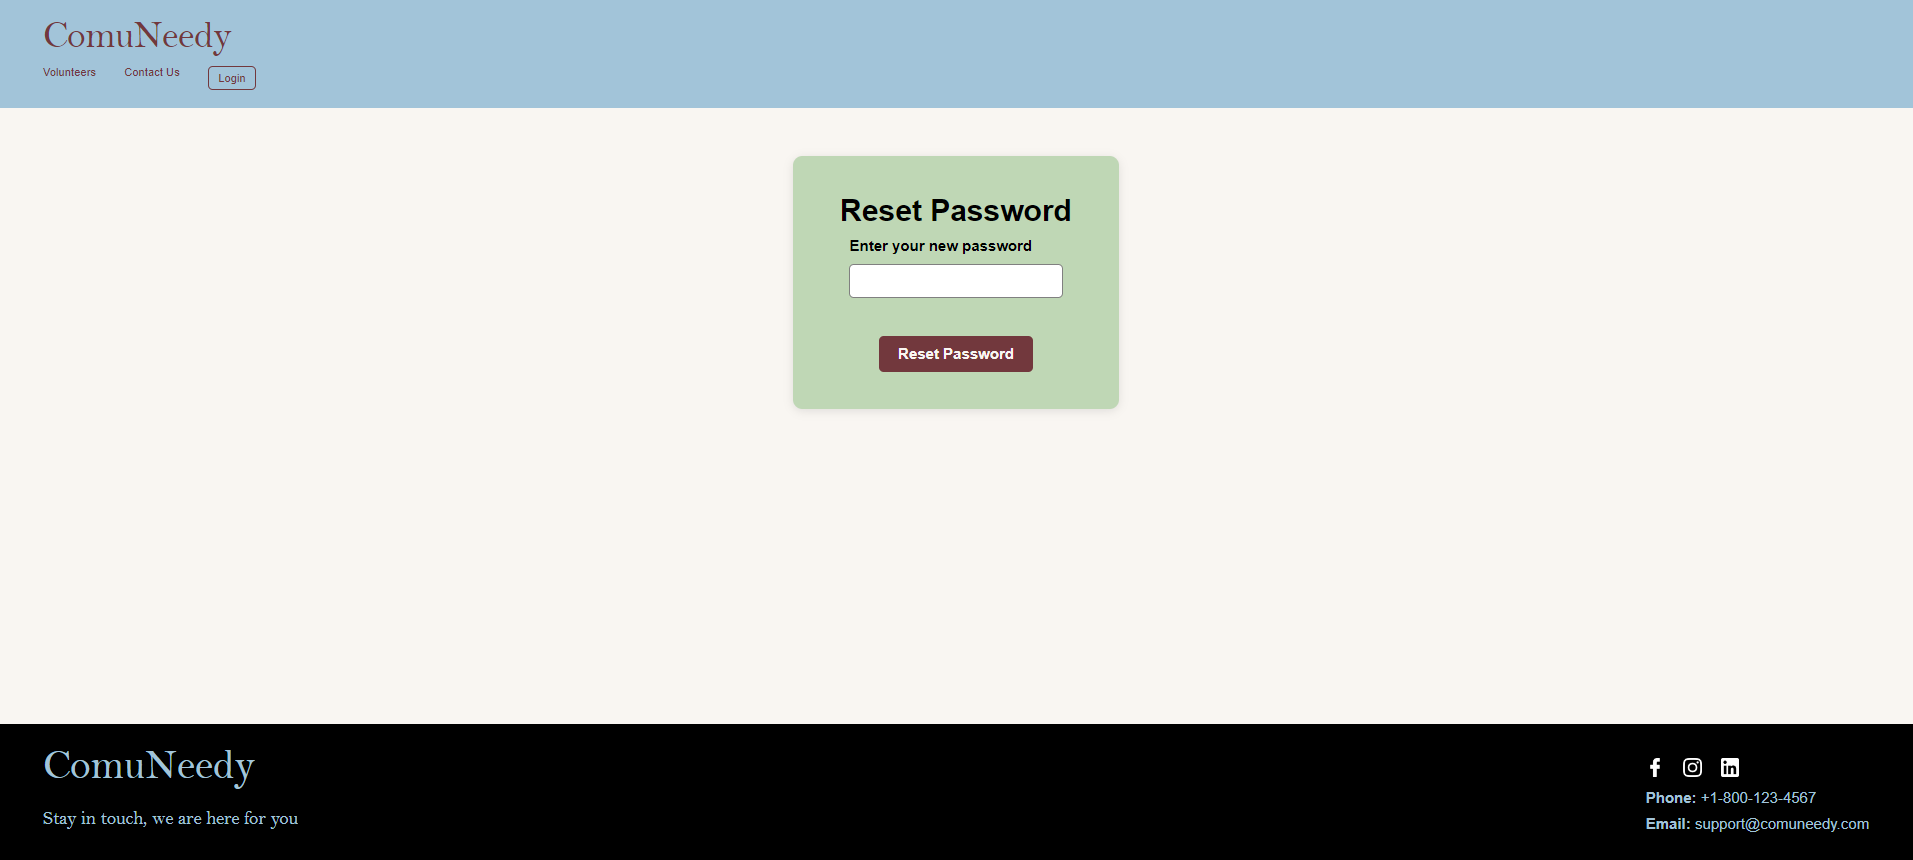 ComuNeedy
Volunteers Contact Us Login
Reset Password
Enter your new password
Reset Password
ComuNeedy
Stay in touch, we are here for you
Phone: +1-800-123-4567
Email: support@comuneedy.com